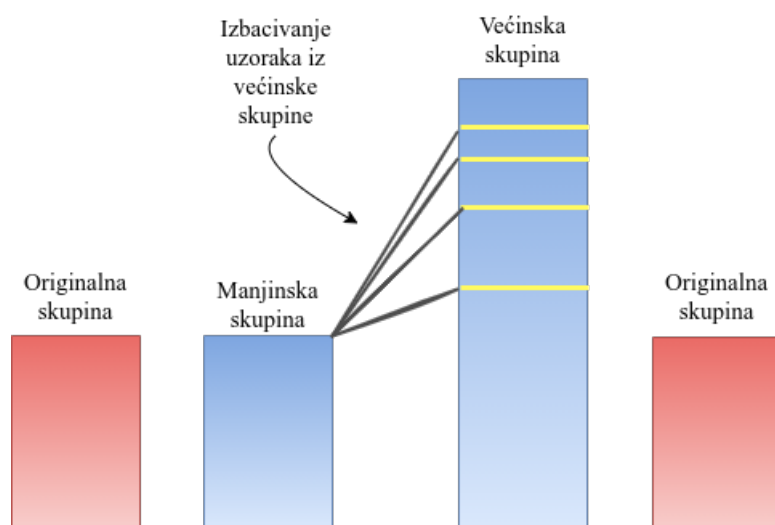 Izbacivanje
uzoraka iz
većinske
skupine
Većinska
skupina
Originalna
skupina
Manjinska
skupina
Originalna
skupina